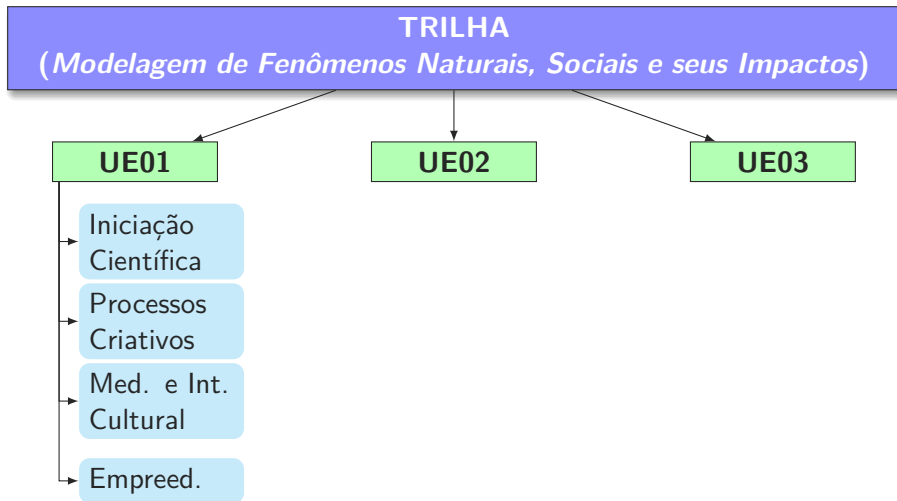 TRILHA
(Modelagem de Fenômenos Naturais, Sociais e seus Impactos)
UE01
UE02
UE03
Iniciação
Científica
Processos
Criativos
Med. e Int.
Cultural
Empreed.